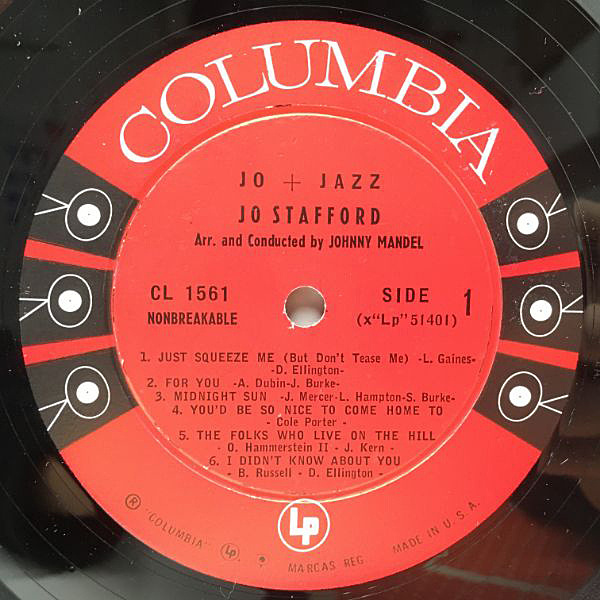 COLUMBIA
JO + JAZZ
JO STAFFORD
Arr. and Conducted by JOHNNY MANDEL
CL 1561
NONBREAKABLE
SIDE 1
(x"Lp"51401)
1. JUST SQUEEZE ME (But Don't Tease Me) -L. Gaines-
-D. Ellington-
2. FOR YOU -A. Dubin-J. Burke-
3. MIDNIGHT SUN -J. Mercer-L. Hampton-S. Burke-
4. YOU'D BE SO NICE TO COME HOME TO
- Cole Porter -
5. THE FOLKS WHO LIVE ON THE HILL
- O. Hammerstein II - J. Kern -
6. I DIDN'T KNOW ABOUT YOU
- B. Russell - D. Ellington -
Lp
® "COLUMBIA" Lp MARCAS REG. MADE IN U.S.A.